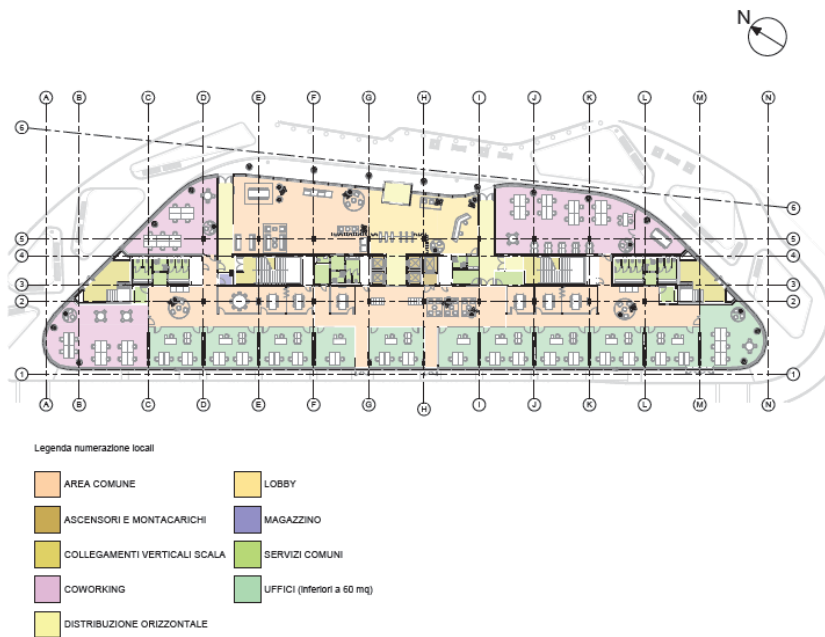 N
A B C D E F G H I J K L M N
6
6
5 5
4 4
3 3
2 2
1 1
A B C D E F G H I J K L M N
Legenda numerazione locali
AREA COMUNE
LOBBY
ASCENSORI E MONTACARICHI
MAGAZZINO
COLLEGAMENTI VERTICALI SCALA
SERVIZI COMUNI
COWORKING
UFFICI (inferiori a 60 mq)
DISTRIBUZIONE ORIZZONTALE